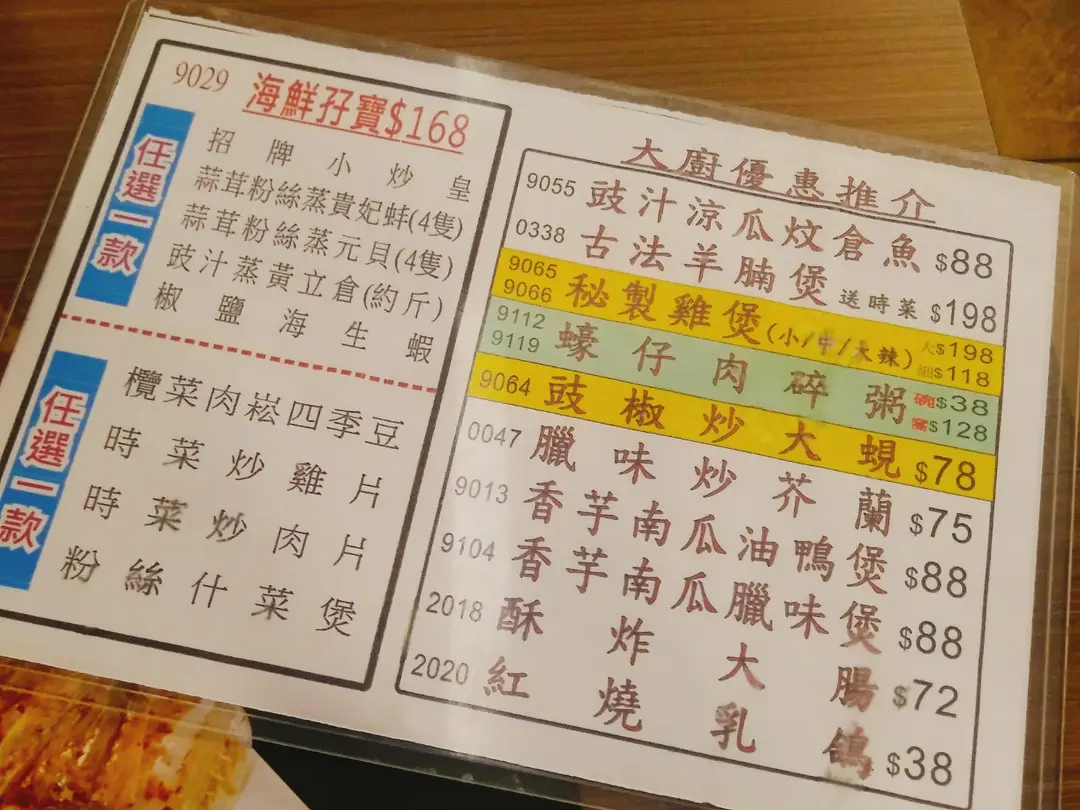 9029 海鮮孖寶$168
任選一款
招牌小炒皇
蒜茸粉絲蒸貴妃蚌(4隻)
蒜茸粉絲蒸元貝(4隻)
豉汁蒸黃立倉(約斤)
椒鹽海生蝦
任選一款
欖菜肉崧四季豆
時菜炒雞片
時菜炒肉片
粉絲什菜煲
大廚優惠推介
9055 豉汁涼瓜炆倉魚 $88
0338 古法羊腩煲 送時菜 $198
9065 秘製雞煲(小/中/大辣) 大$198
9066 細$118
9112 蠔仔肉碎粥 碗$38
9119 窩$128
9064 豉椒炒大蜆 $78
0047 臘味炒芥蘭 $75
9013 香芋南瓜油鴨煲 $88
9104 香芋南瓜臘味煲 $88
2018 酥炸大腸 $72
2020 紅燒乳鴿 $38